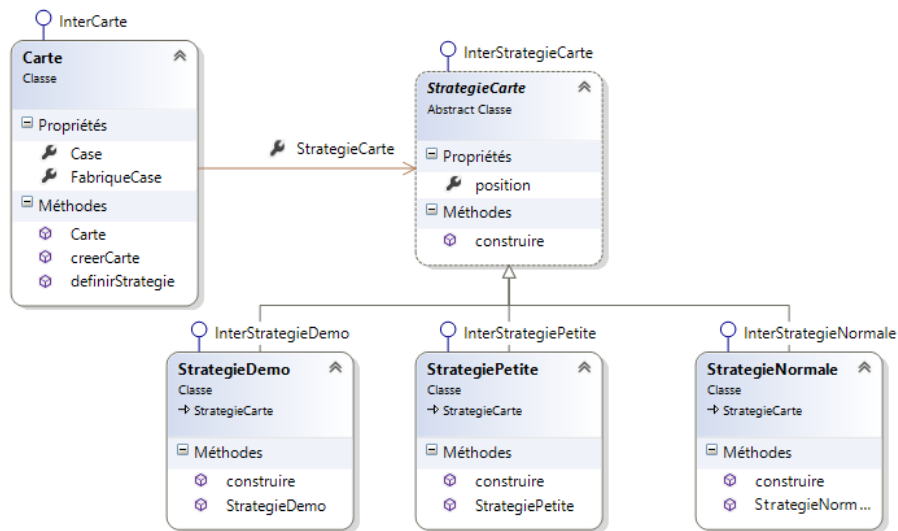 InterCarte
Carte
Classe
Propriétés
Case
FabriqueCase
Méthodes
Carte
creerCarte
definirStrategie
StrategieCarte
InterStrategieCarte
StrategieCarte
Abstract Classe
Propriétés
position
Méthodes
construire
InterStrategieDemo
StrategieDemo
Classe
StrategieCarte
Méthodes
construire
StrategieDemo
InterStrategiePetite
StrategiePetite
Classe
StrategieCarte
Méthodes
construire
StrategiePetite
InterStrategieNormale
StrategieNormale
Classe
StrategieCarte
Méthodes
construire
StrategieNorm...